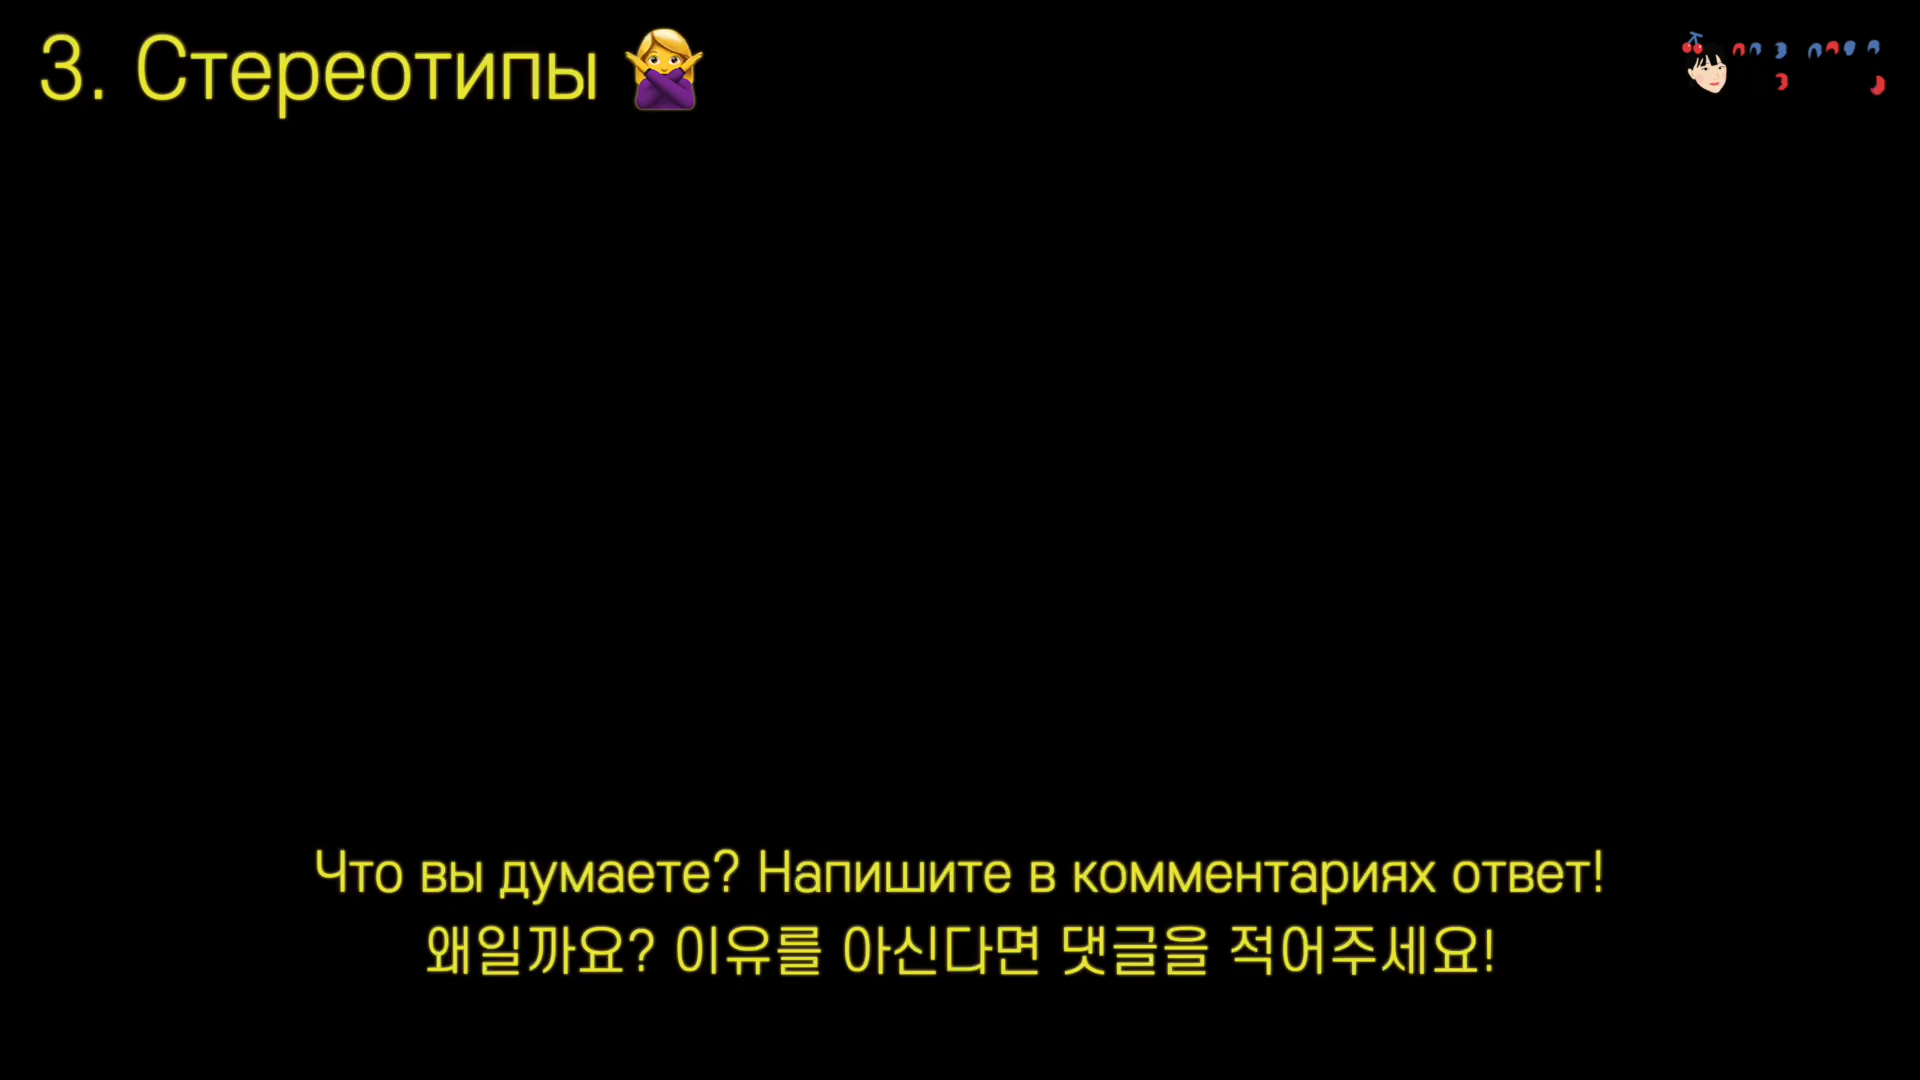 3. Стереотипы 🙅‍♀️
Что вы думаете? Напишите в комментариях ответ!
왜일까요? 이유를 아신다면 댓글을 적어주세요!